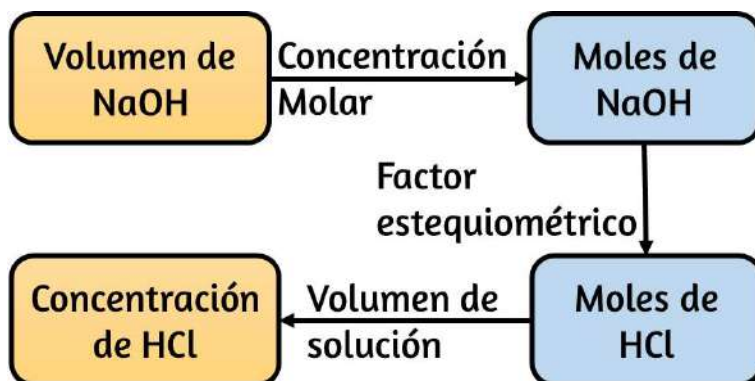 Volumen de
NaOH
Concentración
Molar
Moles de
NaOH
Factor
estequiométrico
Concentración
de HCl
Volumen de
solución
Moles de
HCl